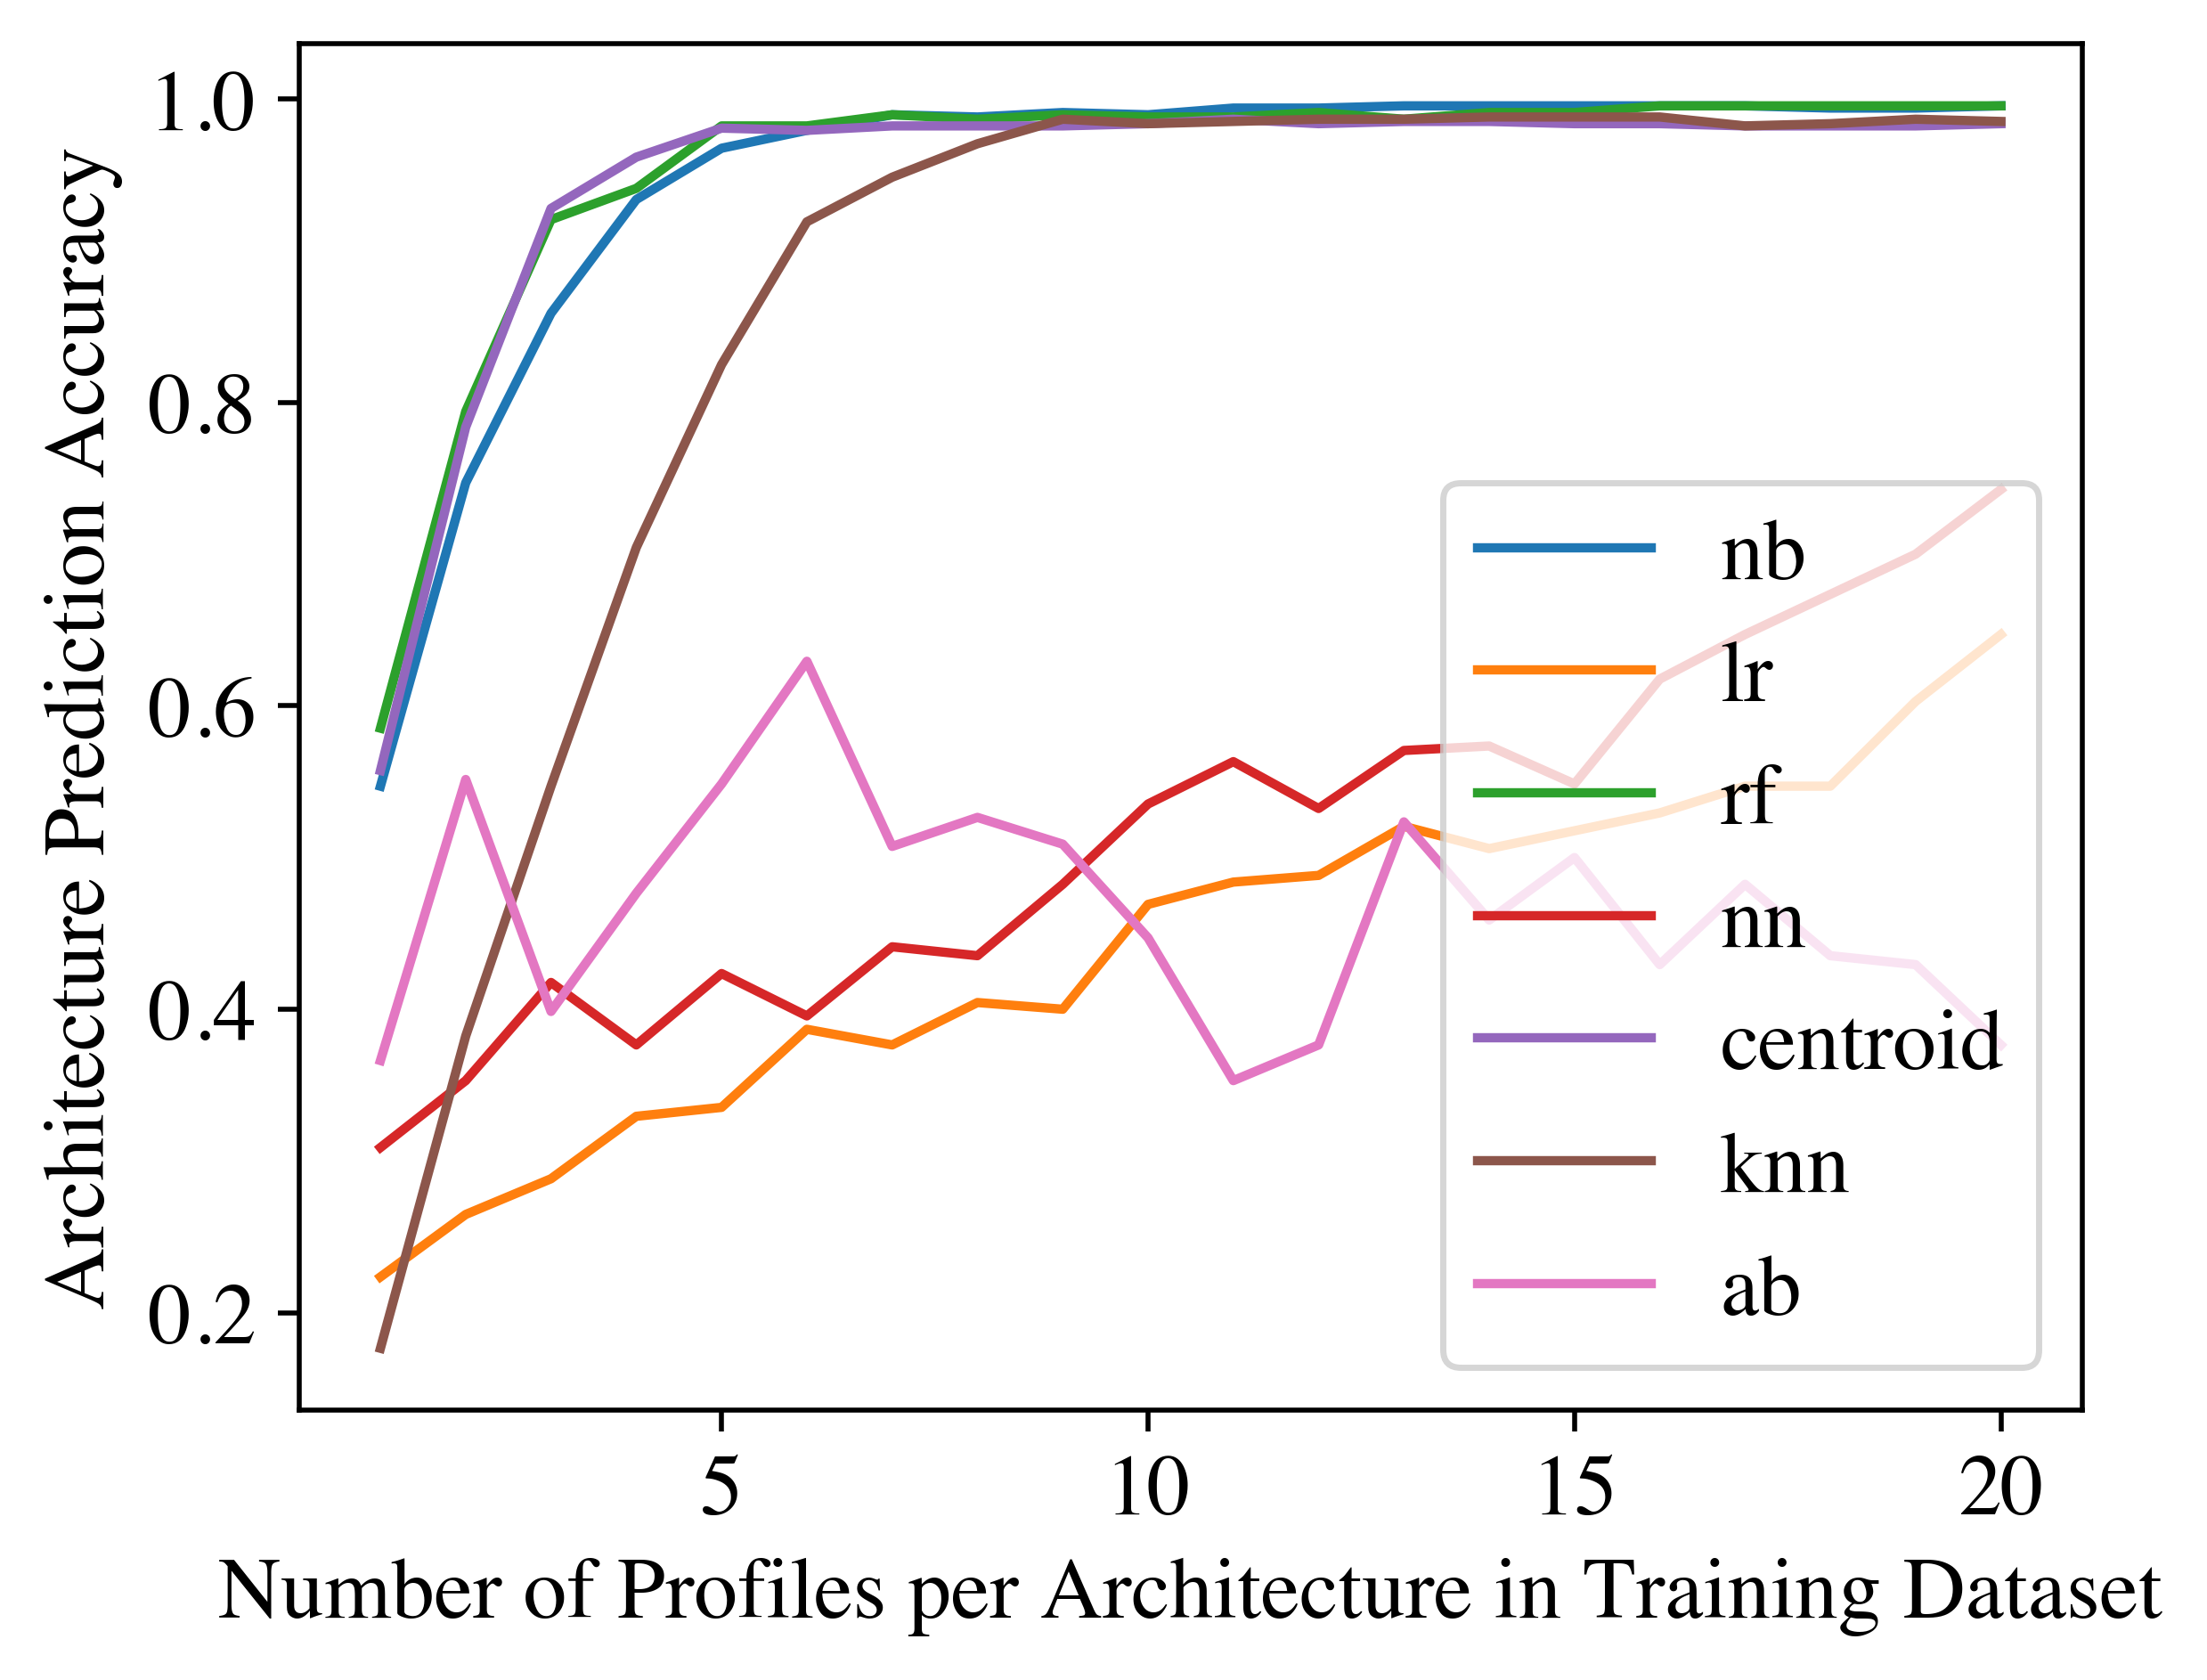 Architecture Prediction Accuracy
1.0
0.8
0.6
0.4
0.2
nb
lr
rf
nn
centroid
knn
ab
5 10 15 20
Number of Profiles per Architecture in Training Dataset